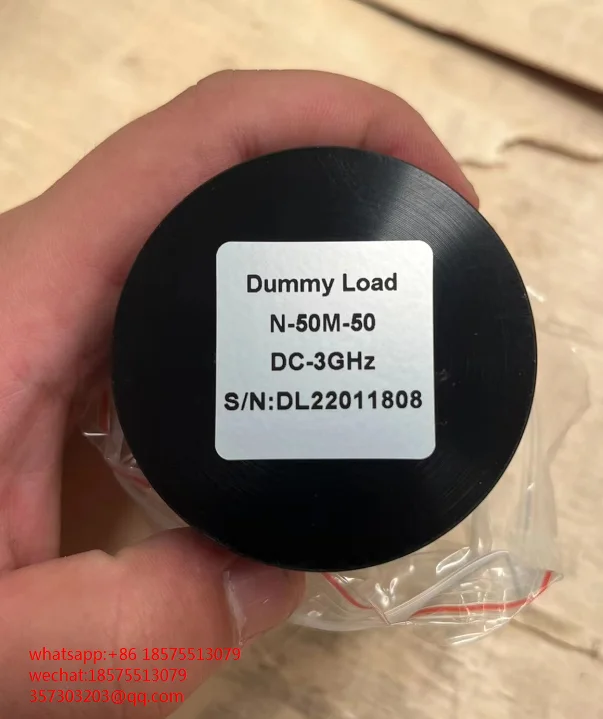 Dummy Load
N-50M-50
DC-3GHz
S/N:DL22011808
whatsapp:+86 18575513079
wechat:18575513079
357303203@qq.com